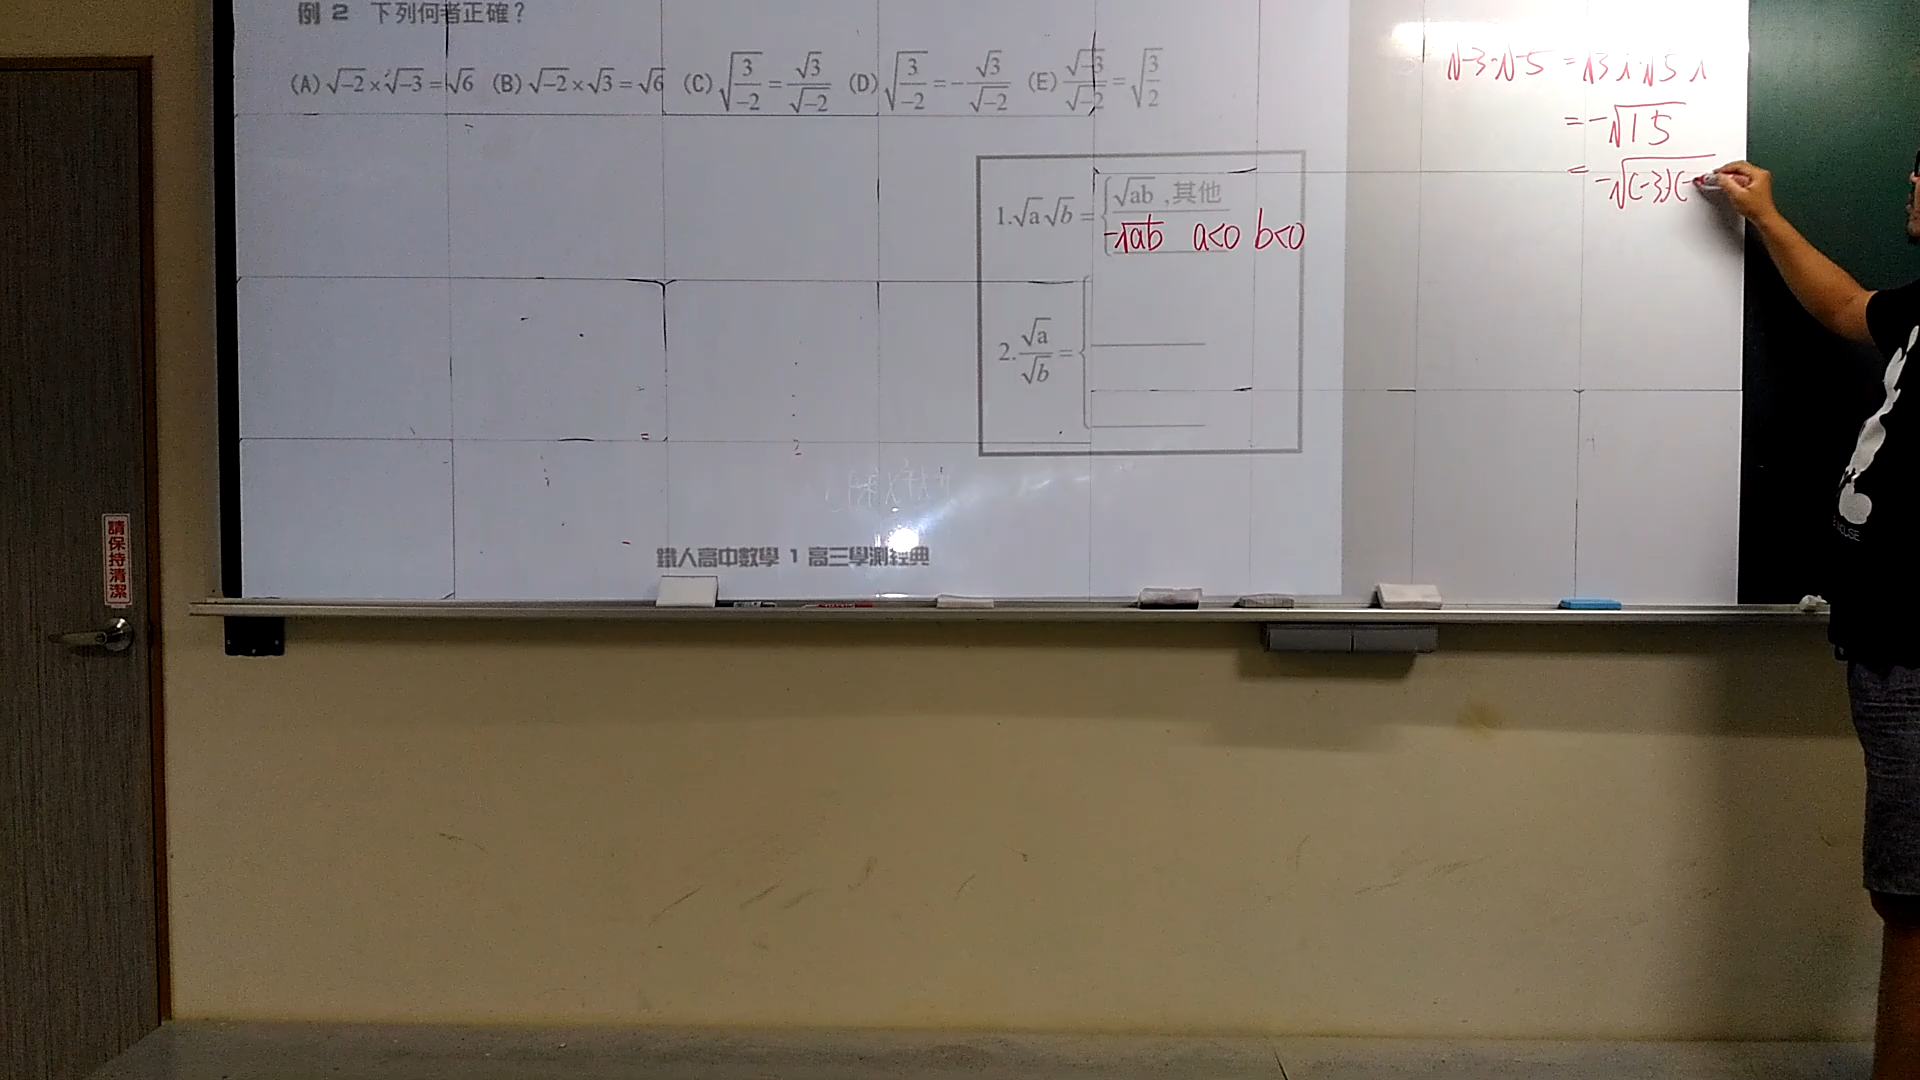 例 2 下列何者正確？
(A) √-2 × √-3 = √6 (B) √-2 × √3 = √6 (C) √(3/-2) = √3/√-2 (D) √(3/-2) = -√3/√-2 (E) √-3/√-2 = √(3/2)
1. √a√b = { √ab , 其他
-√ab a<0 b<0
2. √a/√b = {
√-3·√-5 = √3 i·√5 i
= -√15
= -√(-3)(-
鐵人高中數學 1 高三學測經典
請保持清潔